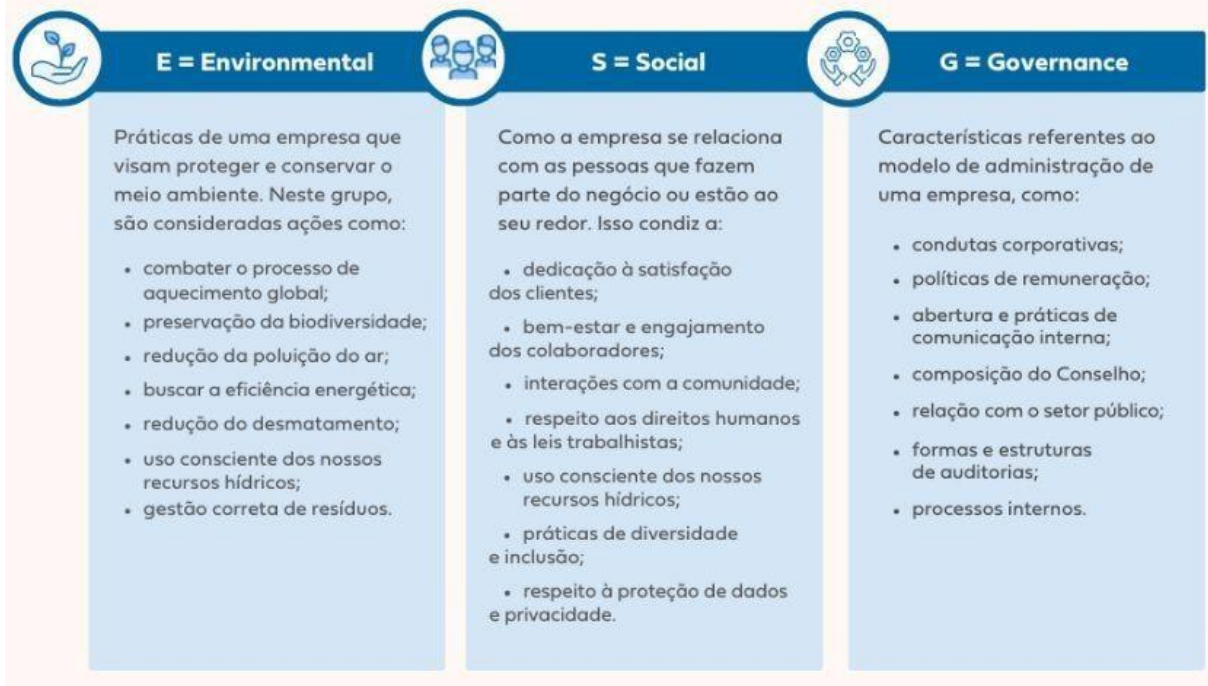 E = Environmental
Práticas de uma empresa que
visam proteger e conservar o
meio ambiente. Neste grupo,
são consideradas ações como:
• combater o processo de
aquecimento global;
• preservação da biodiversidade;
• redução da poluição do ar;
• buscar a eficiência energética;
• redução do desmatamento;
• uso consciente dos nossos
recursos hídricos;
• gestão correta de resíduos.
S = Social
Como a empresa se relaciona
com as pessoas que fazem
parte do negócio ou estão ao
seu redor. Isso condiz a:
• dedicação à satisfação
dos clientes;
• bem-estar e engajamento
dos colaboradores;
• interações com a comunidade;
• respeito aos direitos humanos
e às leis trabalhistas;
• uso consciente dos nossos
recursos hídricos;
• práticas de diversidade
e inclusão;
• respeito à proteção de dados
e privacidade.
G = Governance
Características referentes ao
modelo de administração de
uma empresa, como:
• condutas corporativas;
• políticas de remuneração;
• abertura e práticas de
comunicação interna;
• composição do Conselho;
• relação com o setor público;
• formas e estruturas
de auditorias;
• processos internos.